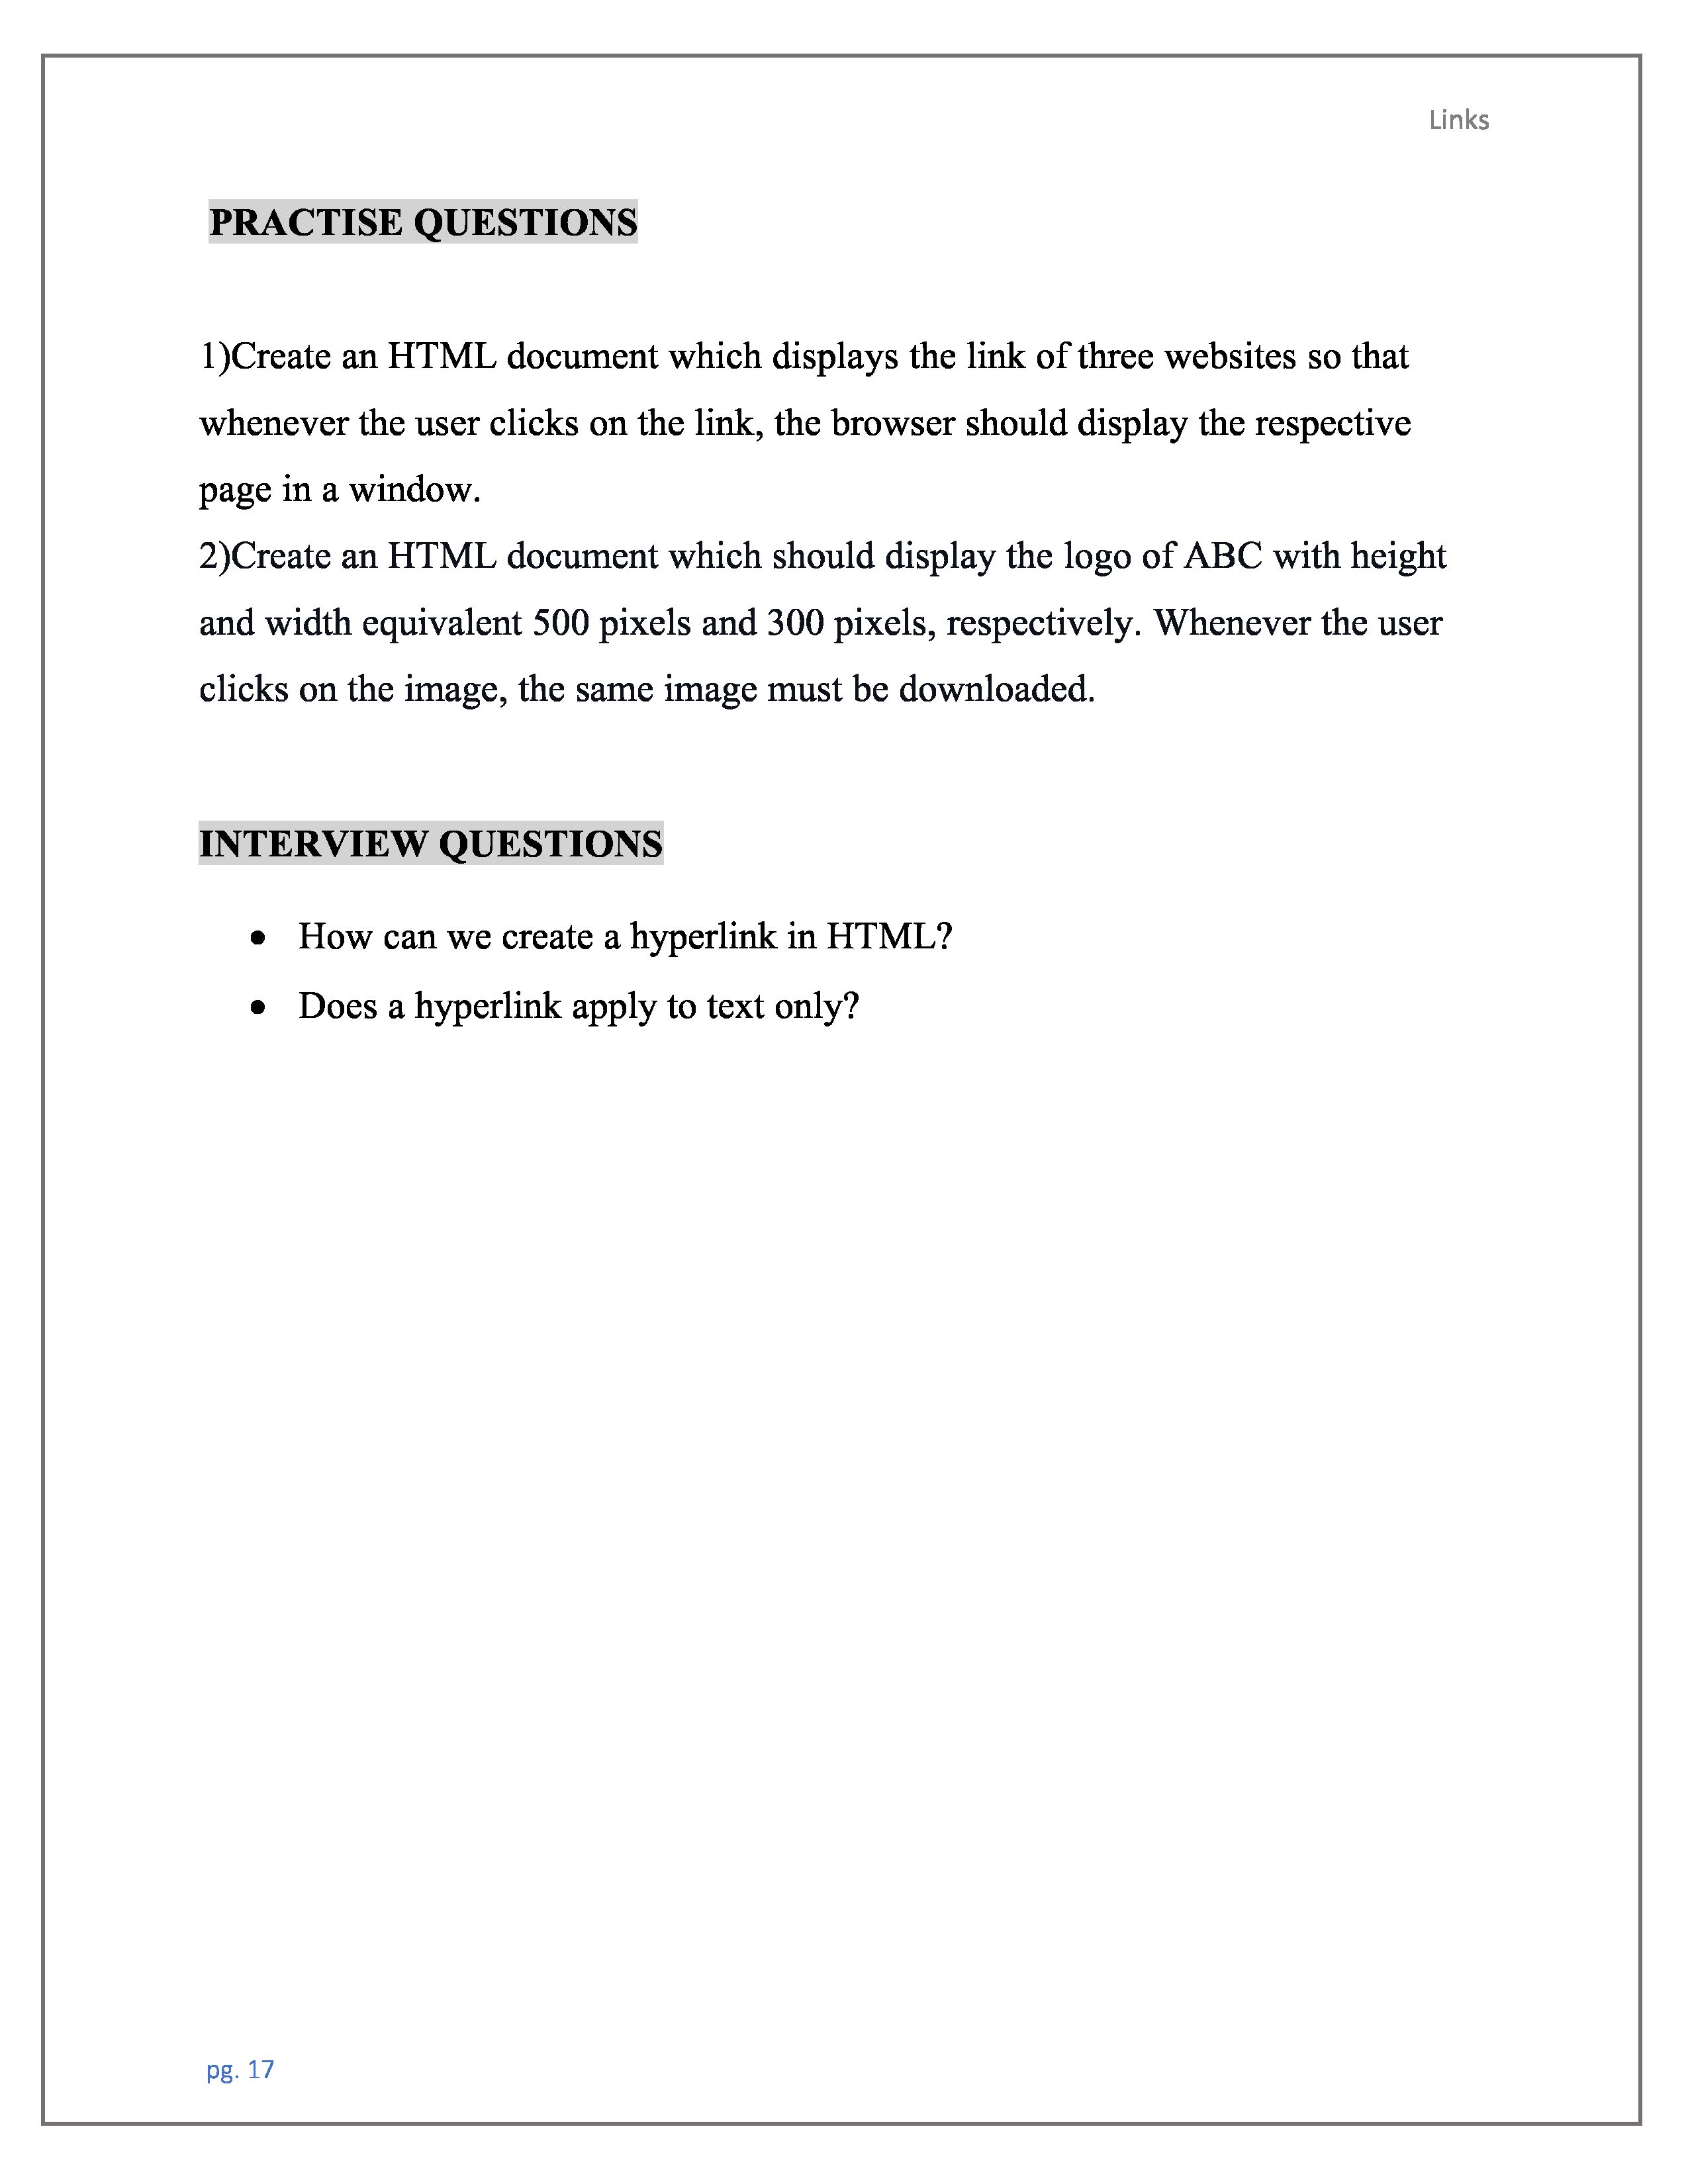 Links
PRACTISE QUESTIONS
1)Create an HTML document which displays the link of three websites so that
whenever the user clicks on the link, the browser should display the respective
page in a window.
2)Create an HTML document which should display the logo of ABC with height
and width equivalent 500 pixels and 300 pixels, respectively. Whenever the user
clicks on the image, the same image must be downloaded.
INTERVIEW QUESTIONS
• How can we create a hyperlink in HTML?
• Does a hyperlink apply to text only?
pg. 17